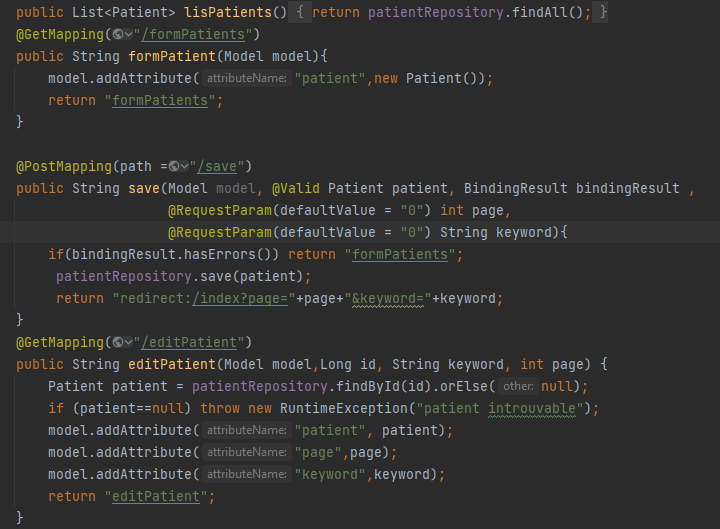 public List<Patient> lisPatients() { return patientRepository.findAll(); }
@GetMapping("/formPatients")
public String formPatient(Model model){
    model.addAttribute( attributeName: "patient",new Patient());
    return "formPatients";
}
@PostMapping(path ="/save")
public String save(Model model, @Valid Patient patient, BindingResult bindingResult ,
                   @RequestParam(defaultValue = "0") int page,
                   @RequestParam(defaultValue = "0") String keyword){
    if(bindingResult.hasErrors()) return "formPatients";
     patientRepository.save(patient);
     return "redirect:/index?page="+page+"&keyword="+keyword;
}
@GetMapping("/editPatient")
public String editPatient(Model model,Long id, String keyword, int page) {
    Patient patient = patientRepository.findById(id).orElse( other: null);
    if (patient==null) throw new RuntimeException("patient introuvable");
    model.addAttribute( attributeName: "patient", patient);
    model.addAttribute( attributeName: "page",page);
    model.addAttribute( attributeName: "keyword",keyword);
    return "editPatient";
}